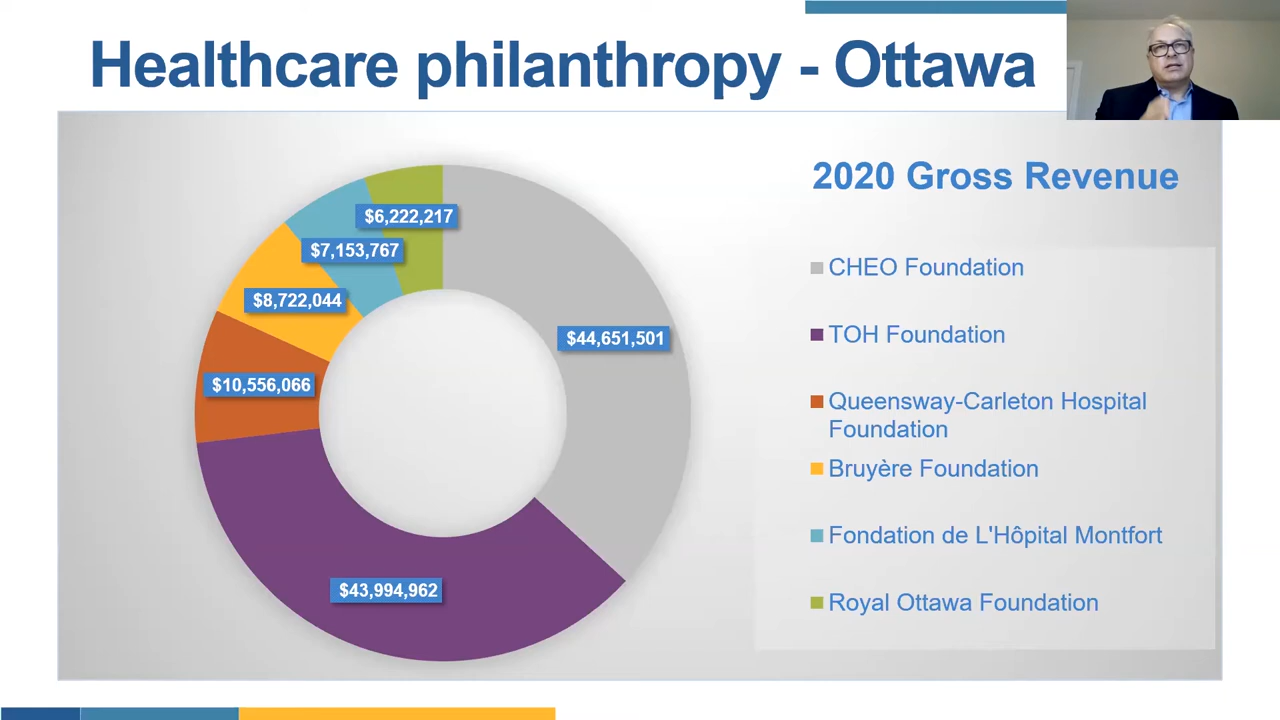 Healthcare philanthropy - Ottawa
2020 Gross Revenue
$6,222,217
$7,153,767
$8,722,044
$44,651,501
$10,556,066
$43,994,962
CHEO Foundation
TOH Foundation
Queensway-Carleton Hospital
Foundation
Bruyère Foundation
Fondation de L'Hôpital Montfort
Royal Ottawa Foundation